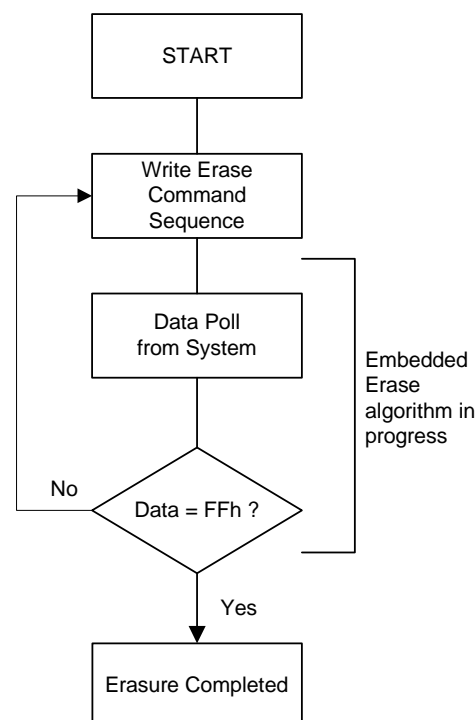 START
Write Erase
Command
Sequence
Data Poll
from System
Embedded
Erase
algorithm in
progress
No
Data = FFh ?
Yes
Erasure Completed